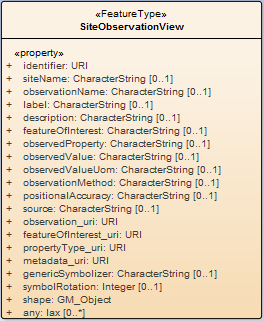 «FeatureType»
SiteObservationView
«property»
+ identifier: URI
+ siteName: CharacterString [0..1]
+ observationName: CharacterString [0..1]
+ label: CharacterString [0..1]
+ description: CharacterString [0..1]
+ featureOfInterest: CharacterString [0..1]
+ observedProperty: CharacterString [0..1]
+ observedValue: CharacterString [0..1]
+ observedValueUom: CharacterString [0..1]
+ observationMethod: CharacterString [0..1]
+ positionalAccuracy: CharacterString [0..1]
+ source: CharacterString [0..1]
+ observation_uri: URI
+ featureOfInterest_uri: URI
+ propertyType_uri: URI
+ metadata_uri: URI
+ genericSymbolizer: CharacterString [0..1]
+ symbolRotation: Integer [0..1]
+ shape: GM_Object
+ any: lax [0..*]